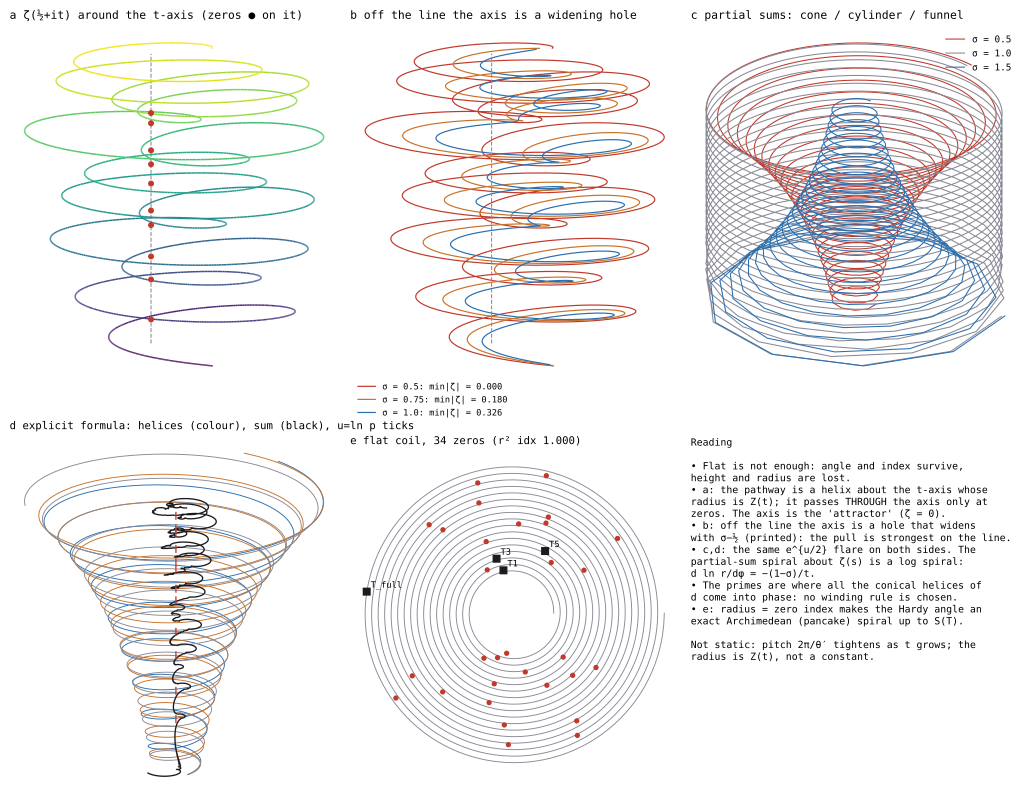 a ζ(½+it) around the t-axis (zeros ● on it)
b off the line the axis is a widening hole
c partial sums: cone / cylinder / funnel
σ = 0.5
σ = 1.0
σ = 1.5
σ = 0.5: min|ζ| = 0.000
σ = 0.75: min|ζ| = 0.180
σ = 1.0: min|ζ| = 0.326
d explicit formula: helices (colour), sum (black), u=ln p ticks
e flat coil, 34 zeros (r² idx 1.000)
T3
T5
T1
T_full
Reading
• Flat is not enough: angle and index survive,
height and radius are lost.
• a: the pathway is a helix about the t-axis whose
radius is Z(t); it passes THROUGH the axis only at
zeros. The axis is the 'attractor' (ζ = 0).
• b: off the line the axis is a hole that widens
with σ−½ (printed): the pull is strongest on the line.
• c,d: the same e^{u/2} flare on both sides. The
partial-sum spiral about ζ(s) is a log spiral:
d ln r/dφ = −(1−σ)/t.
• The primes are where all the conical helices of
d come into phase: no winding rule is chosen.
• e: radius = zero index makes the Hardy angle an
exact Archimedean (pancake) spiral up to S(T).
Not static: pitch 2π/θ′ tightens as t grows; the
radius is Z(t), not a constant.